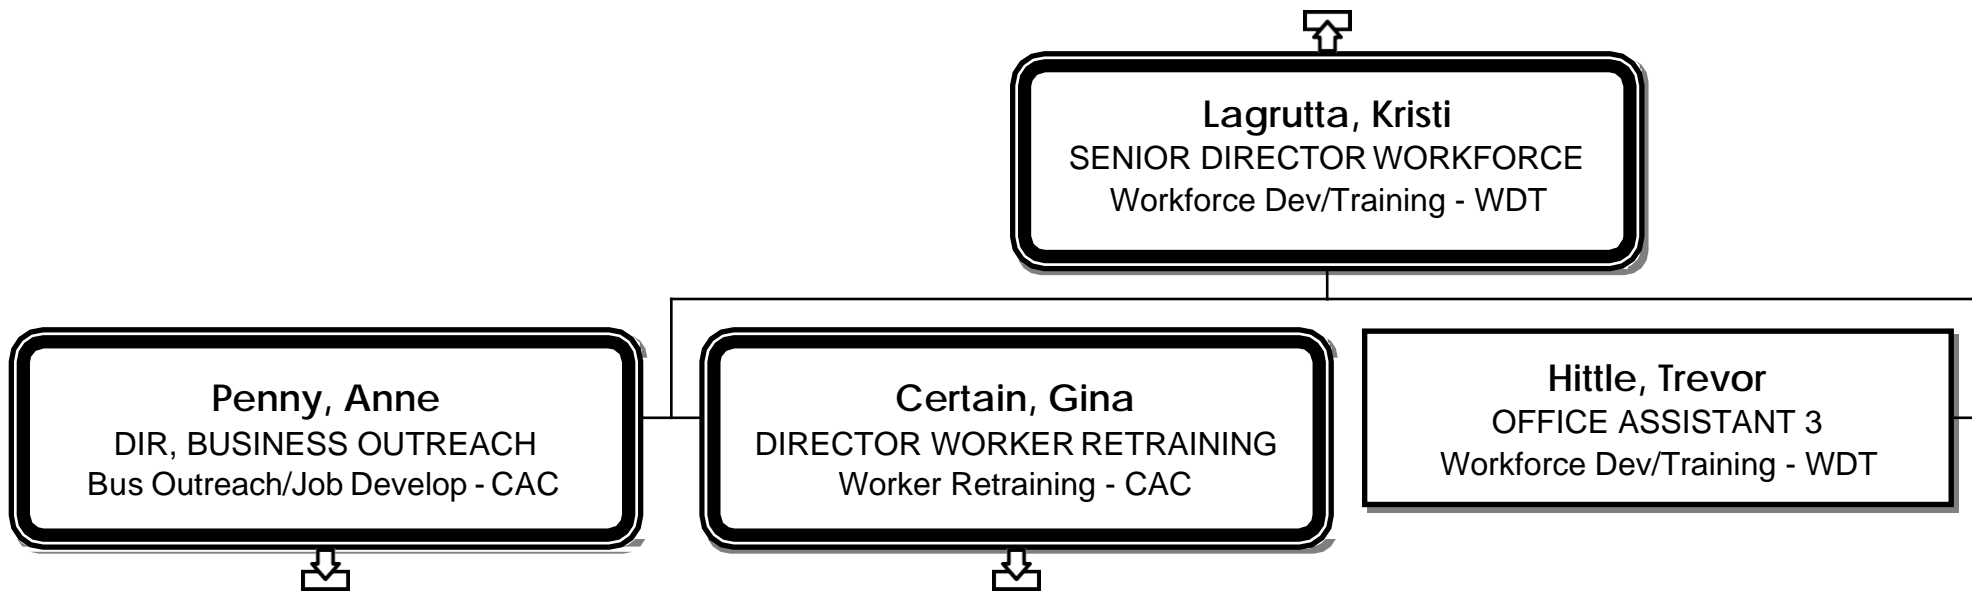 Lagrutta, Kristi
SENIOR DIRECTOR WORKFORCE
Workforce Dev/Training - WDT
Penny, Anne
DIR, BUSINESS OUTREACH
Bus Outreach/Job Develop - CAC
Certain, Gina
DIRECTOR WORKER RETRAINING
Worker Retraining - CAC
Hittle, Trevor
OFFICE ASSISTANT 3
Workforce Dev/Training - WDT